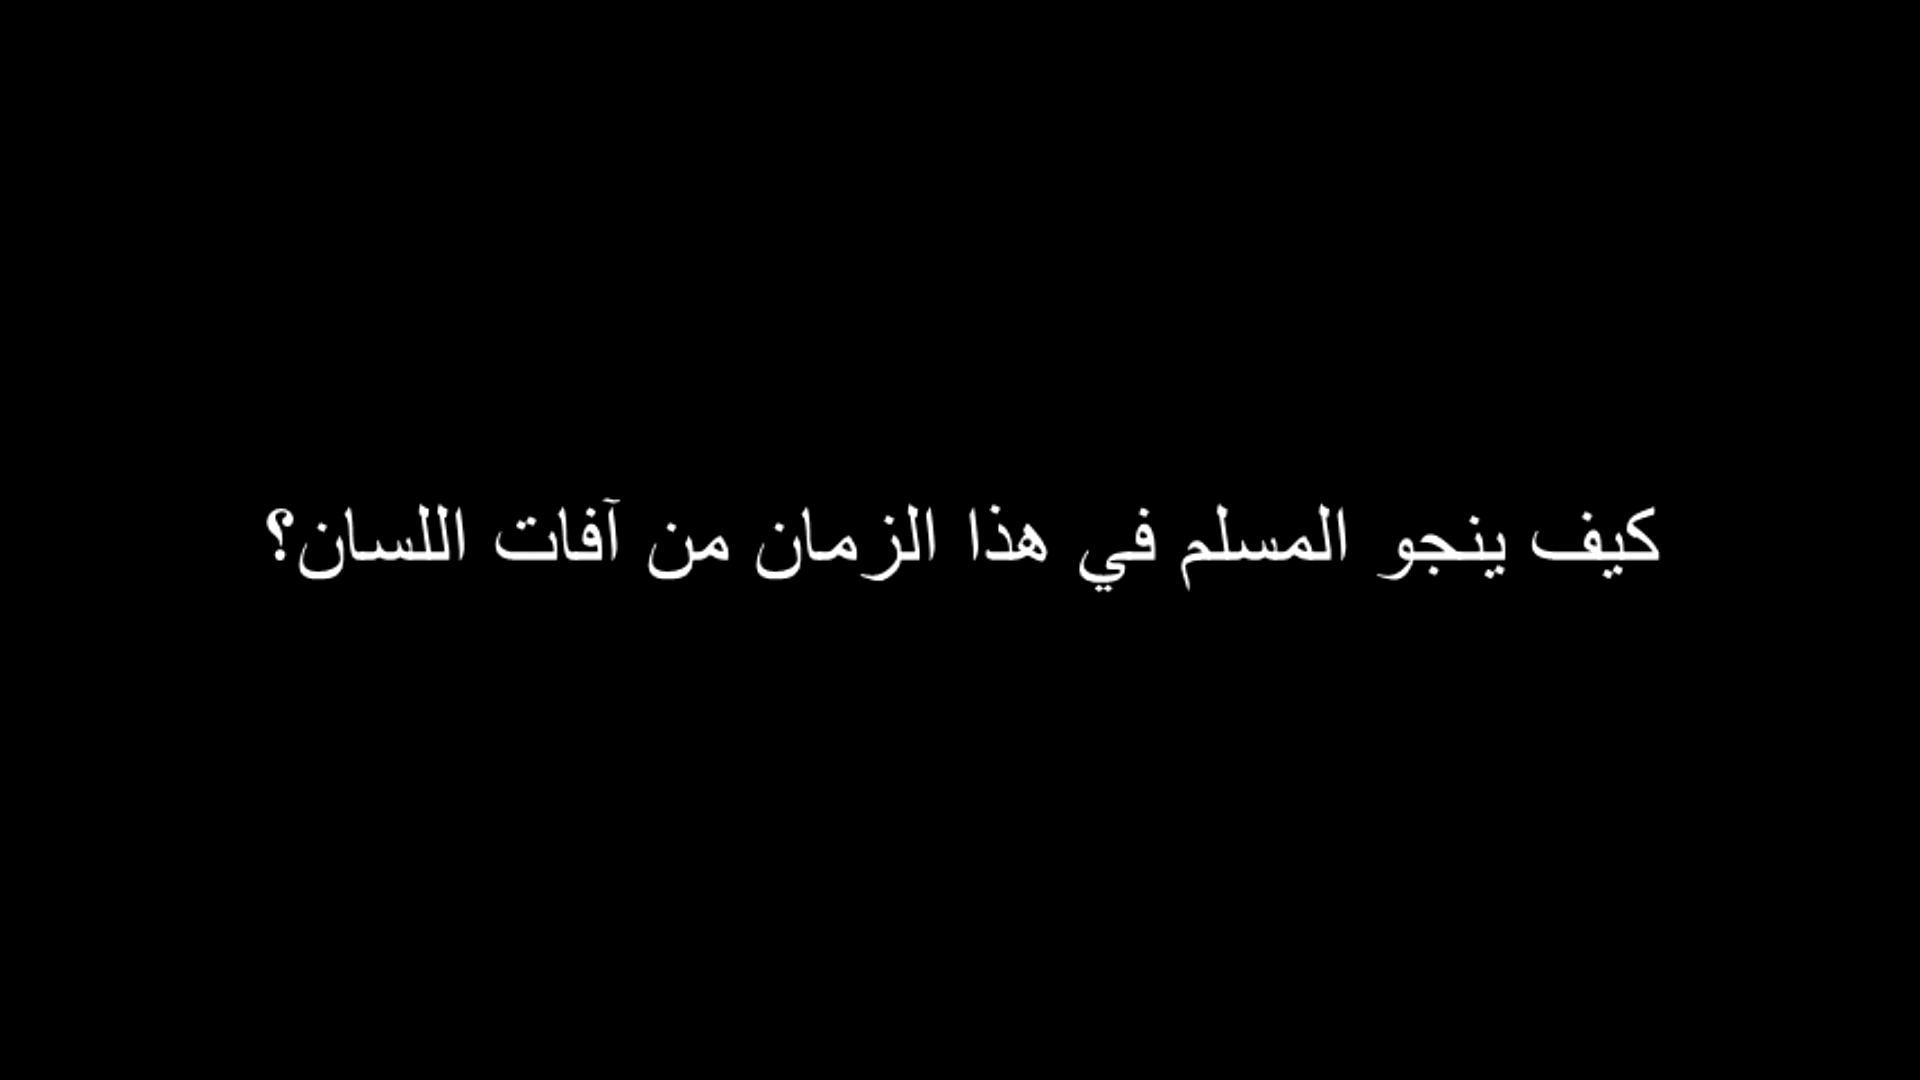 كيف ينجو المسلم في هذا الزمان من آفات اللسان؟